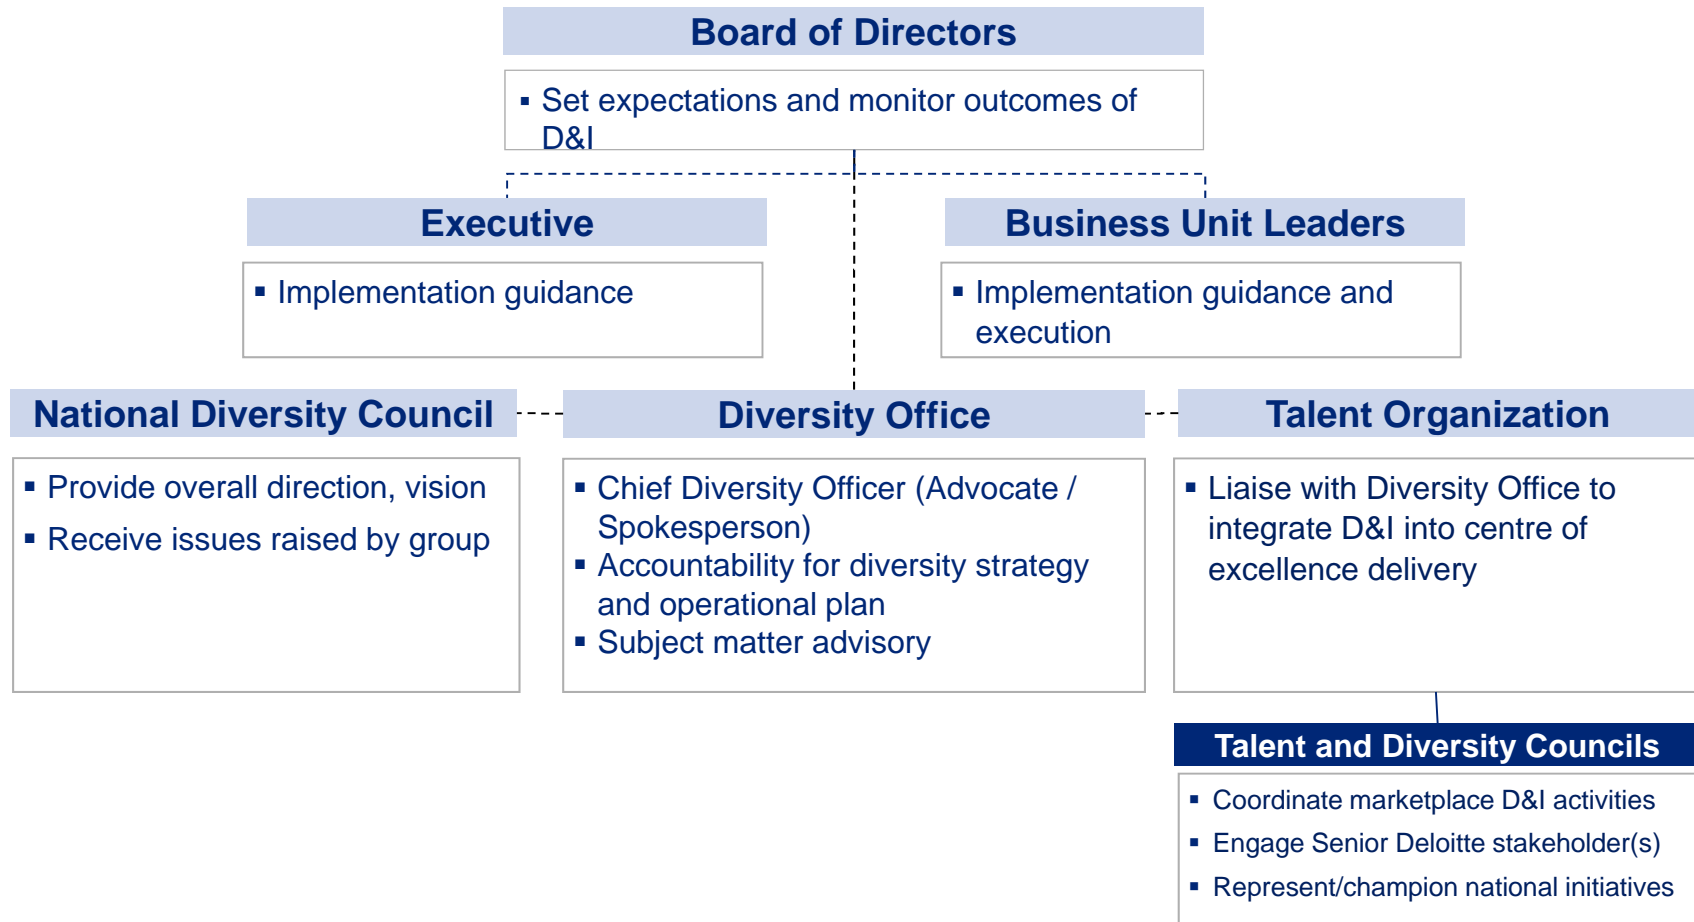 Board of Directors
▪ Set expectations and monitor outcomes of
D&I
Executive
▪ Implementation guidance
Business Unit Leaders
▪ Implementation guidance and
execution
National Diversity Council
▪ Provide overall direction, vision
▪ Receive issues raised by group
Diversity Office
▪ Chief Diversity Officer (Advocate /
Spokesperson)
▪ Accountability for diversity strategy
and operational plan
▪ Subject matter advisory
Talent Organization
▪ Liaise with Diversity Office to
integrate D&I into centre of
excellence delivery
Talent and Diversity Councils
▪ Coordinate marketplace D&I activities
▪ Engage Senior Deloitte stakeholder(s)
▪ Represent/champion national initiatives